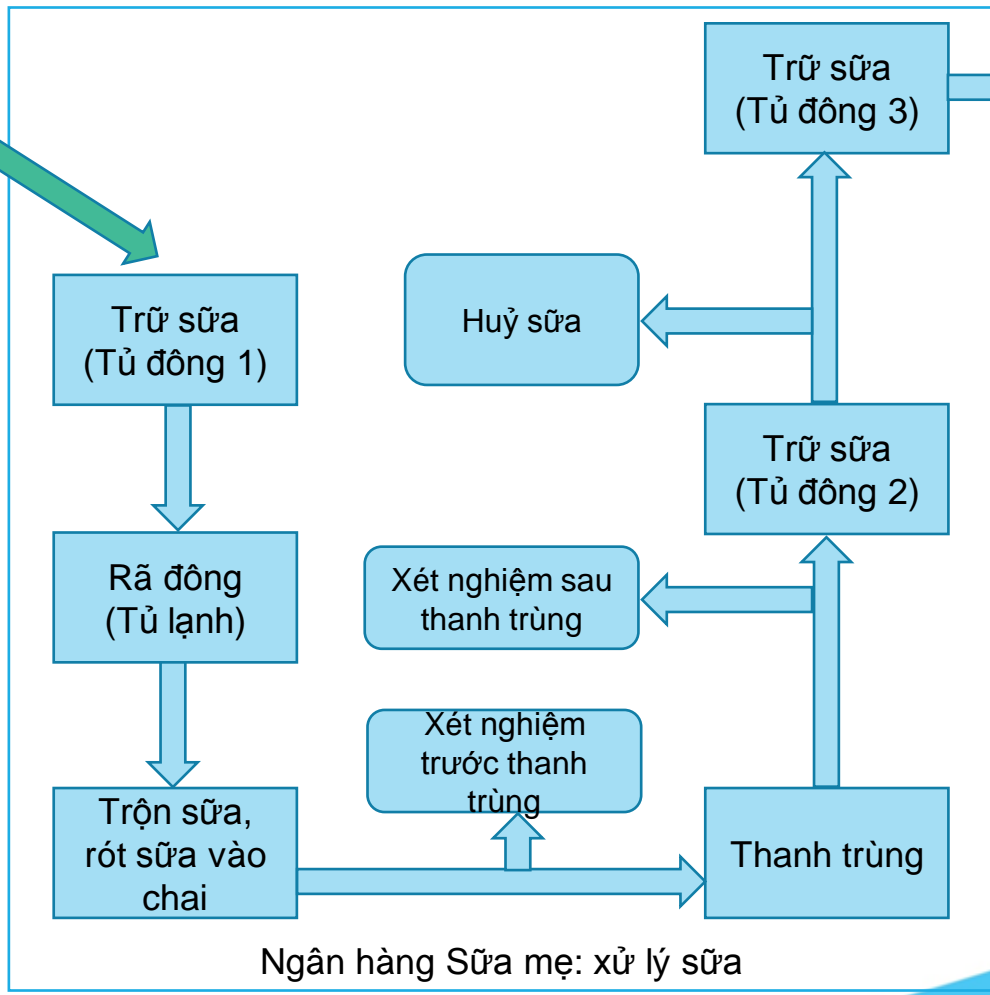 Trữ sữa
(Tủ đông 3)
Trữ sữa
(Tủ đông 1)
Huỷ sữa
Trữ sữa
(Tủ đông 2)
Rã đông
(Tủ lạnh)
Xét nghiệm sau
thanh trùng
Xét nghiệm
trước thanh
trùng
Trộn sữa,
rót sữa vào
chai
Thanh trùng
Ngân hàng Sữa mẹ: xử lý sữa